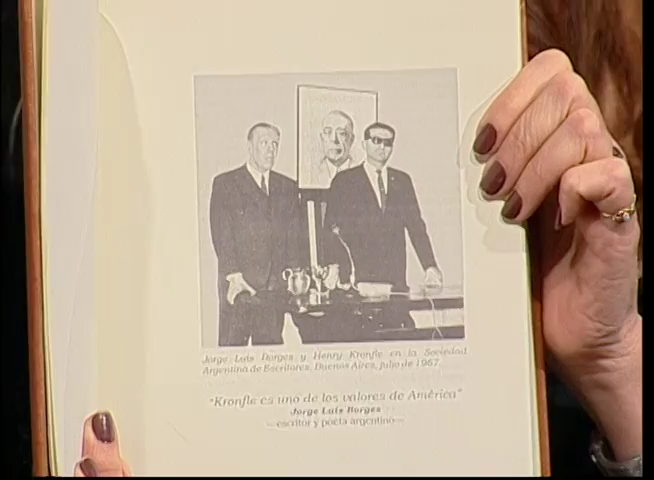 Jorge Luis Borges y Henry Kronfle en la Sociedad
Argentina de Escritores, Buenos Aires, julio de 1967
"Kronfle es uno de los valores de América"
Jorge Luis Borges
—escritor y poeta argentino—